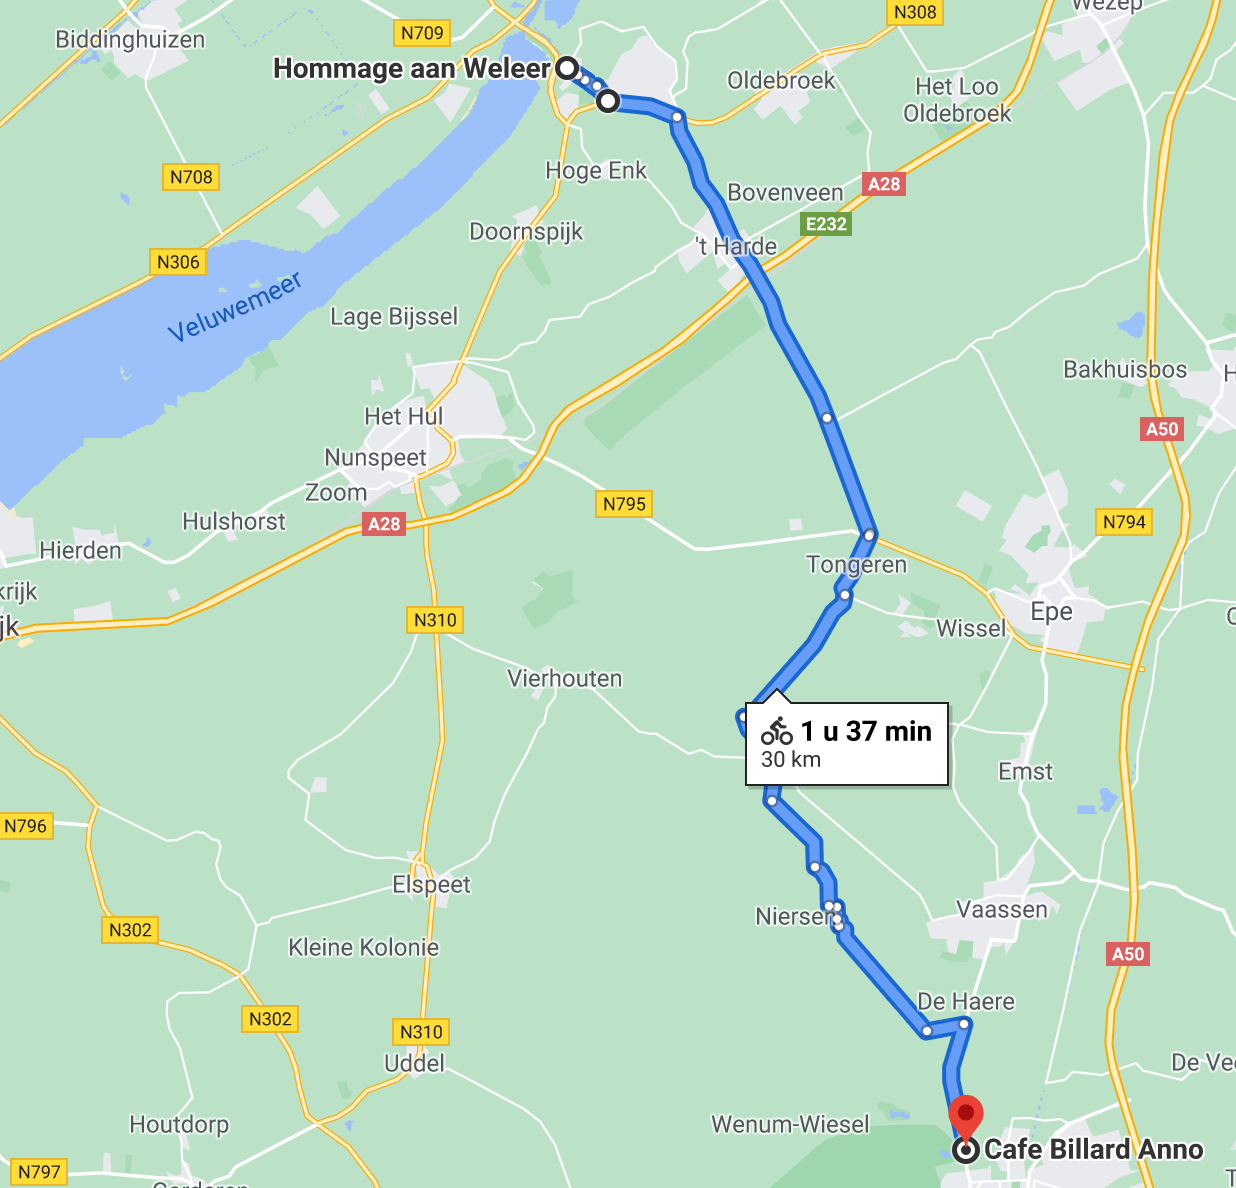 Wezep
N308
Biddinghuizen
N709
Hommage aan Weleer
Oldebroek
Het Loo
Oldebroek
N708
Hoge Enk
A28
Bovenveen
E232
Doornspijk
't Harde
N306
Veluwemeer
Lage Bijssel
Bakhuisbos
H
Het Hul
A50
Nunspeet
Zoom
N795
N794
Hulshorst
A28
Hierden
Tongeren
krijk
jk
N310
Epe
Wissel
Vierhouten
1 u 37 min
30 km
Emst
N796
Elspeet
Vaassen
Niersen
N302
Kleine Kolonie
A50
De Haere
N302
N310
Uddel
De Vee
Houtdorp
Wenum-Wiesel
Cafe Billard Anno
N797